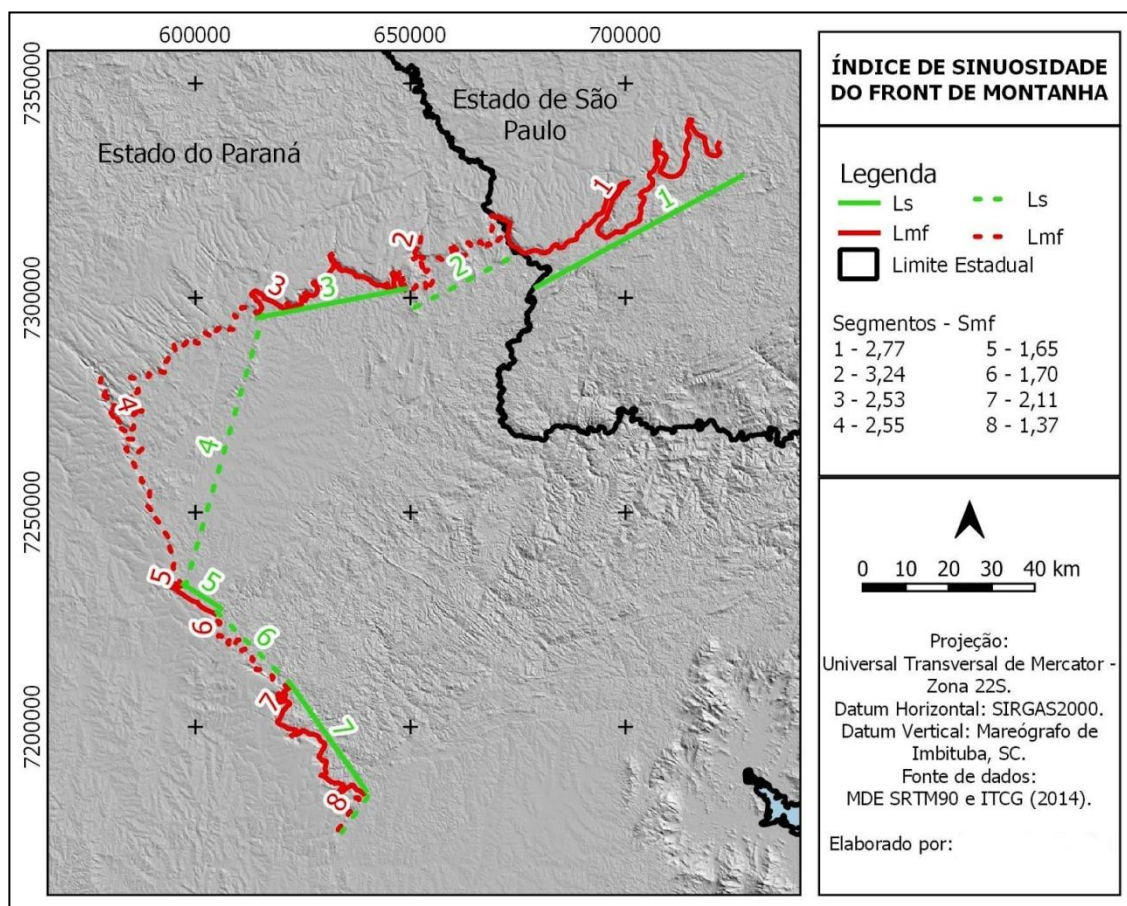 600000
650000
700000
7350000
7300000
7250000
7200000
Estado do Paraná
Estado de São
Paulo
1
1
2
2
3
3
4
4
5
5
6
6
7
7
8
ÍNDICE DE SINUOSIDADE
DO FRONT DE MONTANHA
Legenda
Ls
Ls
Lmf
Lmf
Limite Estadual
Segmentos - Smf
1 - 2,77
5 - 1,65
2 - 3,24
6 - 1,70
3 - 2,53
7 - 2,11
4 - 2,55
8 - 1,37
0 10 20 30 40 km
Projeção:
Universal Transversal de Mercator -
Zona 22S.
Datum Horizontal: SIRGAS2000.
Datum Vertical: Mareógrafo de
Imbituba, SC.
Fonte de dados:
MDE SRTM90 e ITCG (2014).
Elaborado por: